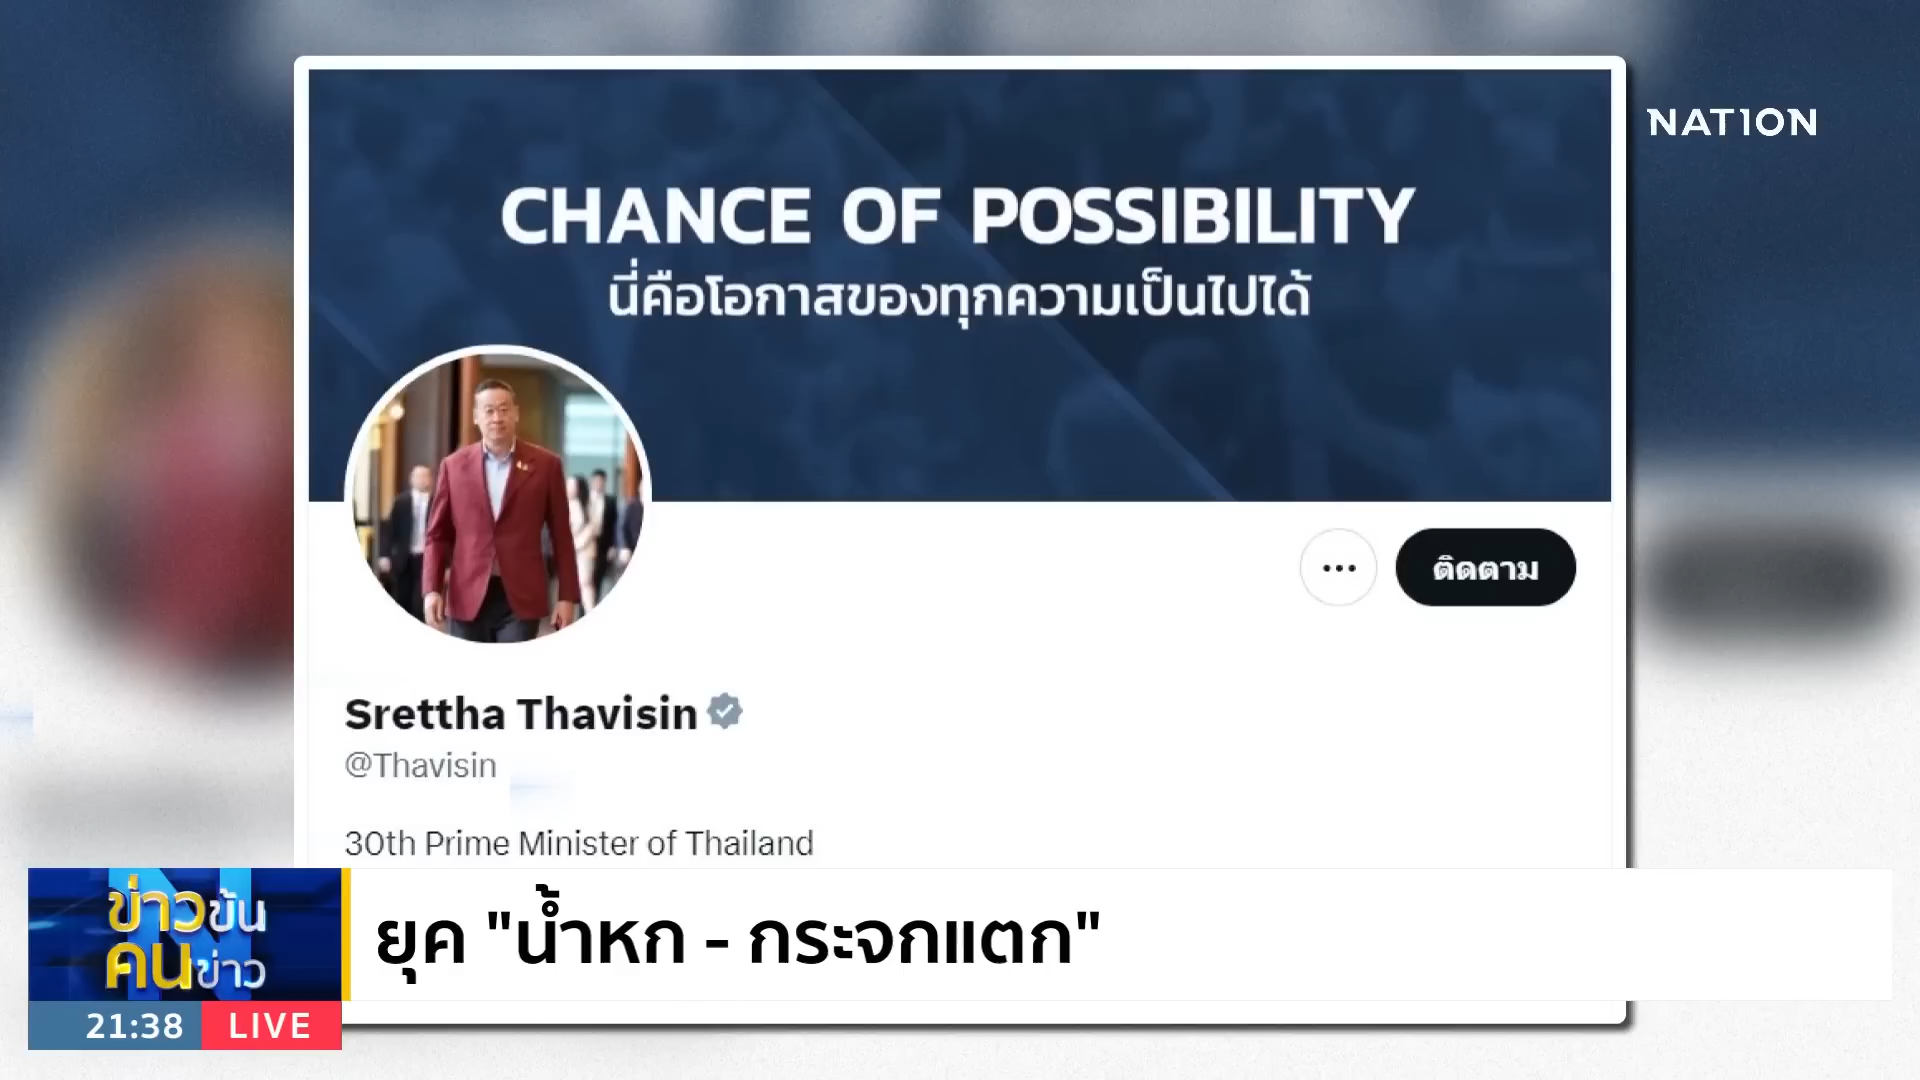 NATION
CHANCE OF POSSIBILITY
นี่คือโอกาสของทุกความเป็นไปได้
ติดตาม
Srettha Thavisin
@Thavisin
30th Prime Minister of Thailand
ข่าวข้น
คนข่าว
ยุค "น้ำหก - กระจกแตก"
21:38 LIVE